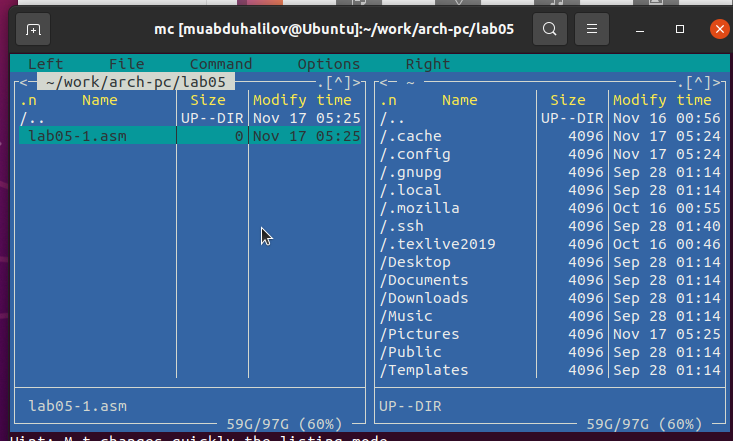 mc [muabduhalilov@Ubuntu]:~/work/arch-pc/lab05
Left File Command Options Right
<─ ~/work/arch-pc/lab05 ─.[^]>
.n Name Size Modify time
/.. UP--DIR Nov 17 05:25
lab05-1.asm 0 Nov 17 05:25
lab05-1.asm
59G/97G (60%)
<─ ~ ─.[^]>
.n Name Size Modify time
/.. UP--DIR Nov 16 00:56
/.cache 4096 Nov 17 05:24
/.config 4096 Nov 17 05:24
/.gnupg 4096 Sep 28 01:14
/.local 4096 Sep 28 01:14
/.mozilla 4096 Oct 16 00:55
/.ssh 4096 Sep 28 01:40
/.texlive2019 4096 Oct 16 00:46
/Desktop 4096 Sep 28 01:14
/Documents 4096 Sep 28 01:14
/Downloads 4096 Sep 28 01:14
/Music 4096 Sep 28 01:14
/Pictures 4096 Nov 17 05:25
/Public 4096 Sep 28 01:14
/Templates 4096 Sep 28 01:14
UP--DIR
59G/97G (60%)
Hint: M-t changes quickly the listing mode.